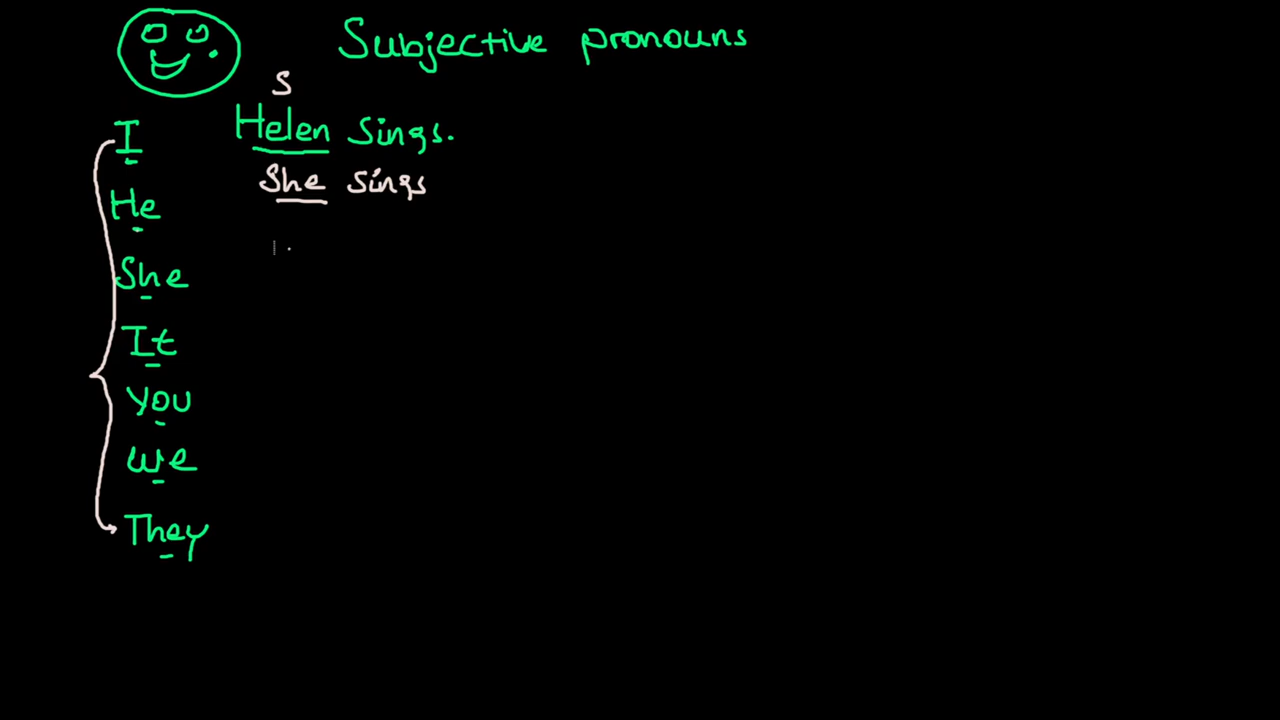 Subjective pronouns
S
Helen sings.
She sings
I
He
She
It
You
we
They